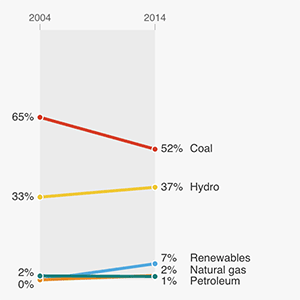 2004 2014
65%
52% Coal
33%
37% Hydro
7% Renewables
2%
2% Natural gas
0%
1% Petroleum